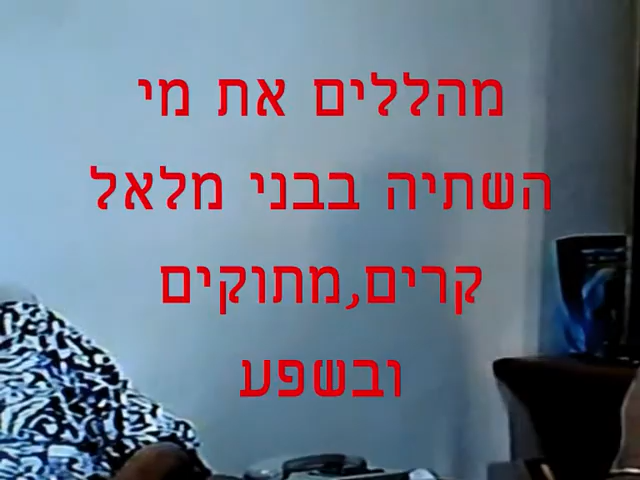 מהללים את מי
השתיה בבני מלאל
קרים,מתוקים
ובשפע